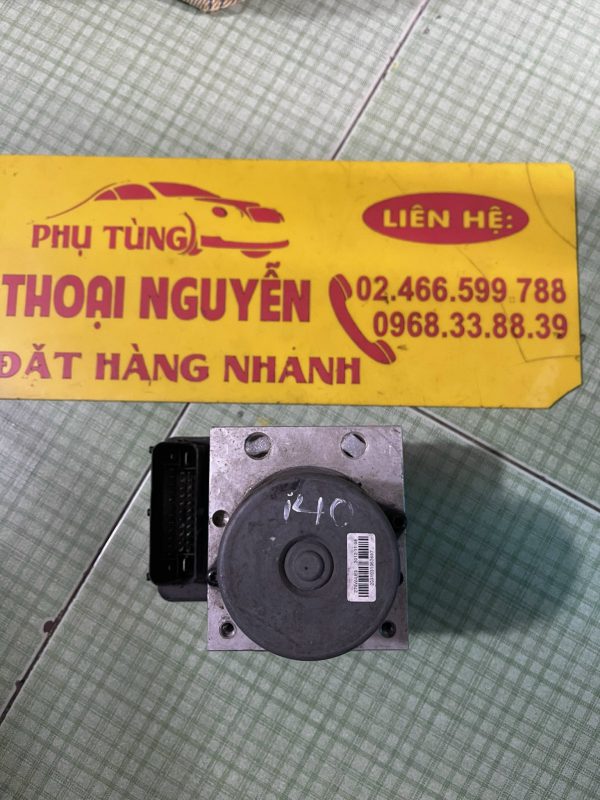 PHỤ TÙNG
THOẠI NGUYỄN
ĐẶT HÀNG NHANH
LIÊN HỆ:
02.466.599.788
0968.33.88.39
i40